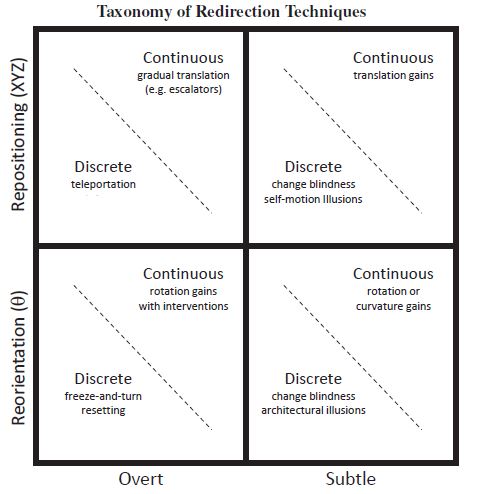 Taxonomy of Redirection Techniques
Repositioning (XYZ)
Continuous
gradual translation
(e.g. escalators)
Discrete
teleportation
Continuous
translation gains
Discrete
change blindness
self-motion Illusions
Reorientation (θ)
Continuous
rotation gains
with interventions
Discrete
freeze-and-turn
resetting
Continuous
rotation or
curvature gains
Discrete
change blindness
architectural illusions
Overt
Subtle